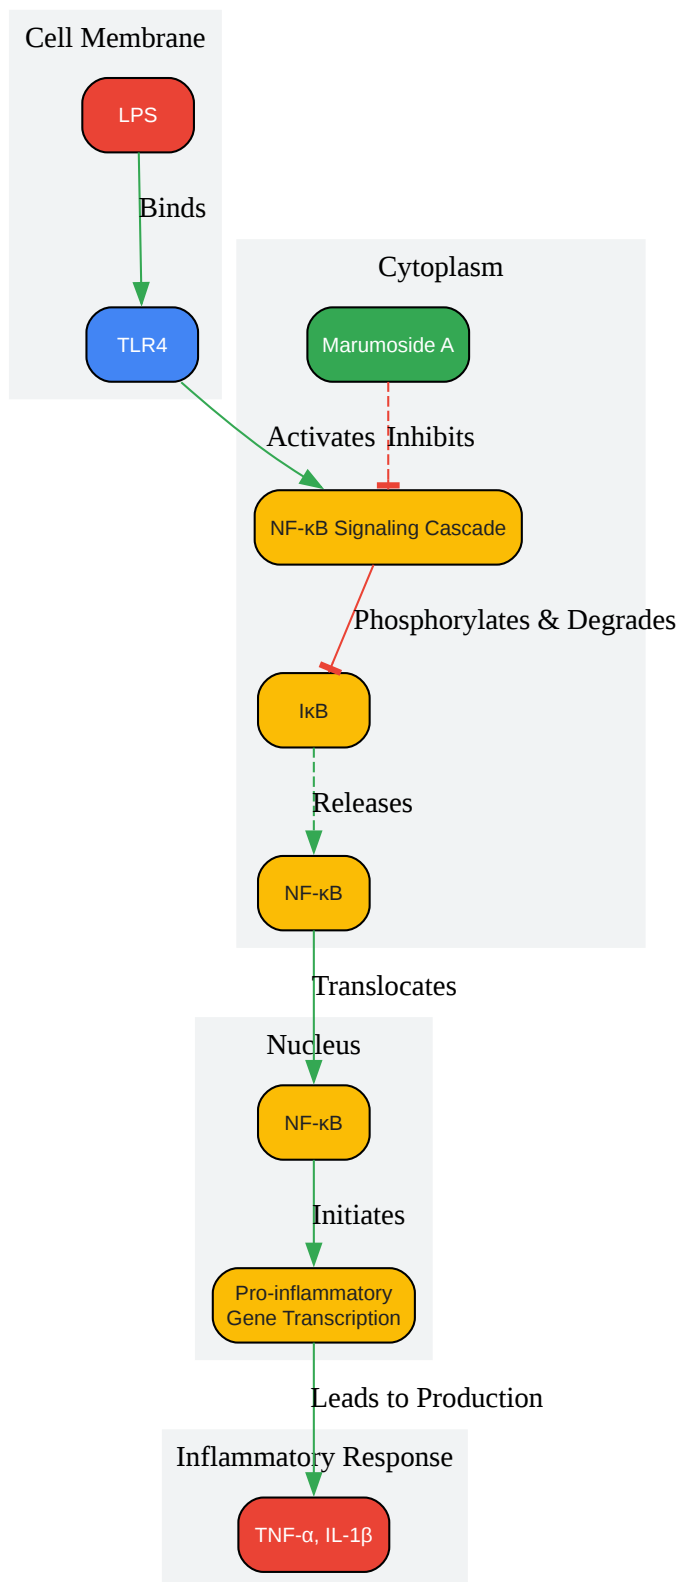 Cell Membrane
LPS
Binds
TLR4
Cytoplasm
Marumoside A
Activates
Inhibits
NF-κB Signaling Cascade
Phosphorylates & Degrades
IκB
Releases
NF-κB
Translocates
Nucleus
NF-κB
Initiates
Pro-inflammatory
Gene Transcription
Leads to Production
Inflammatory Response
TNF-α, IL-1β